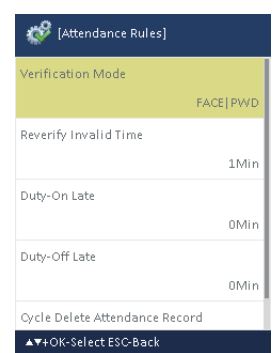 [Attendance Rules]
Verification Mode
FACE|PWD
Reverify Invalid Time
1Min
Duty-On Late
0Min
Duty-Off Late
0Min
Cycle Delete Attendance Record
▲▼+OK-Select ESC-Back